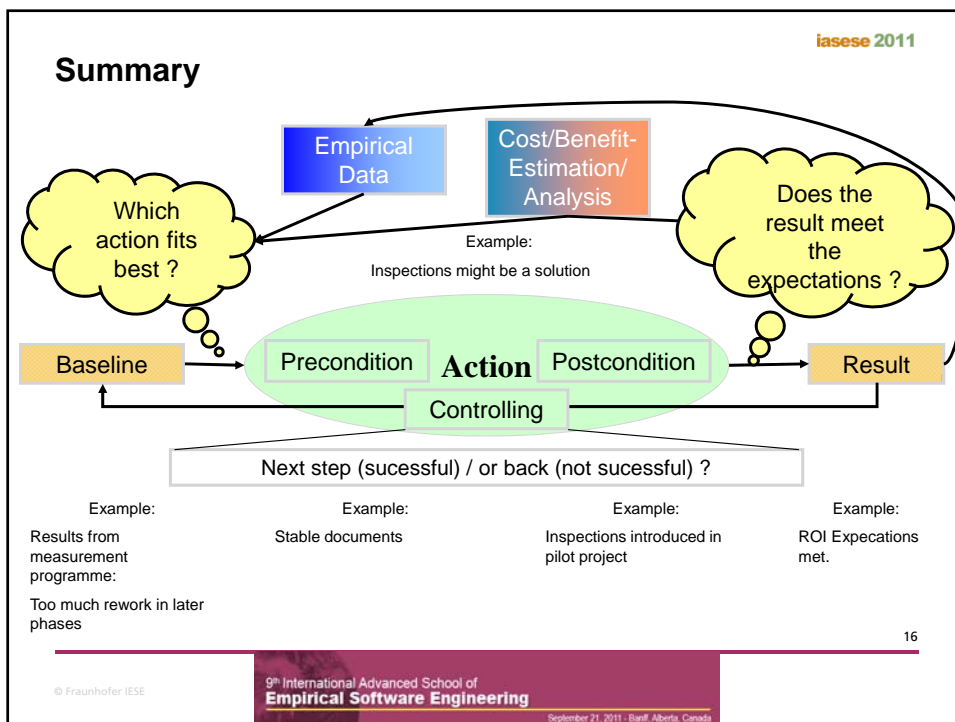 iasese 2011
Summary
Empirical
Data
Cost/Benefit-
Estimation/
Analysis
Which
action fits
best ?
Does the
result meet
the
expectations ?
Example:
Inspections might be a solution
Baseline
Precondition
Action
Postcondition
Result
Controlling
Next step (sucessful) / or back (not sucessful) ?
Example:
Results from
measurement
programme:
Too much rework in later
phases
Example:
Stable documents
Example:
Inspections introduced in
pilot project
Example:
ROI Expecations
met.
16
© Fraunhofer IESE
9th International Advanced School of
Empirical Software Engineering
September 21, 2011 - Banff, Alberta, Canada